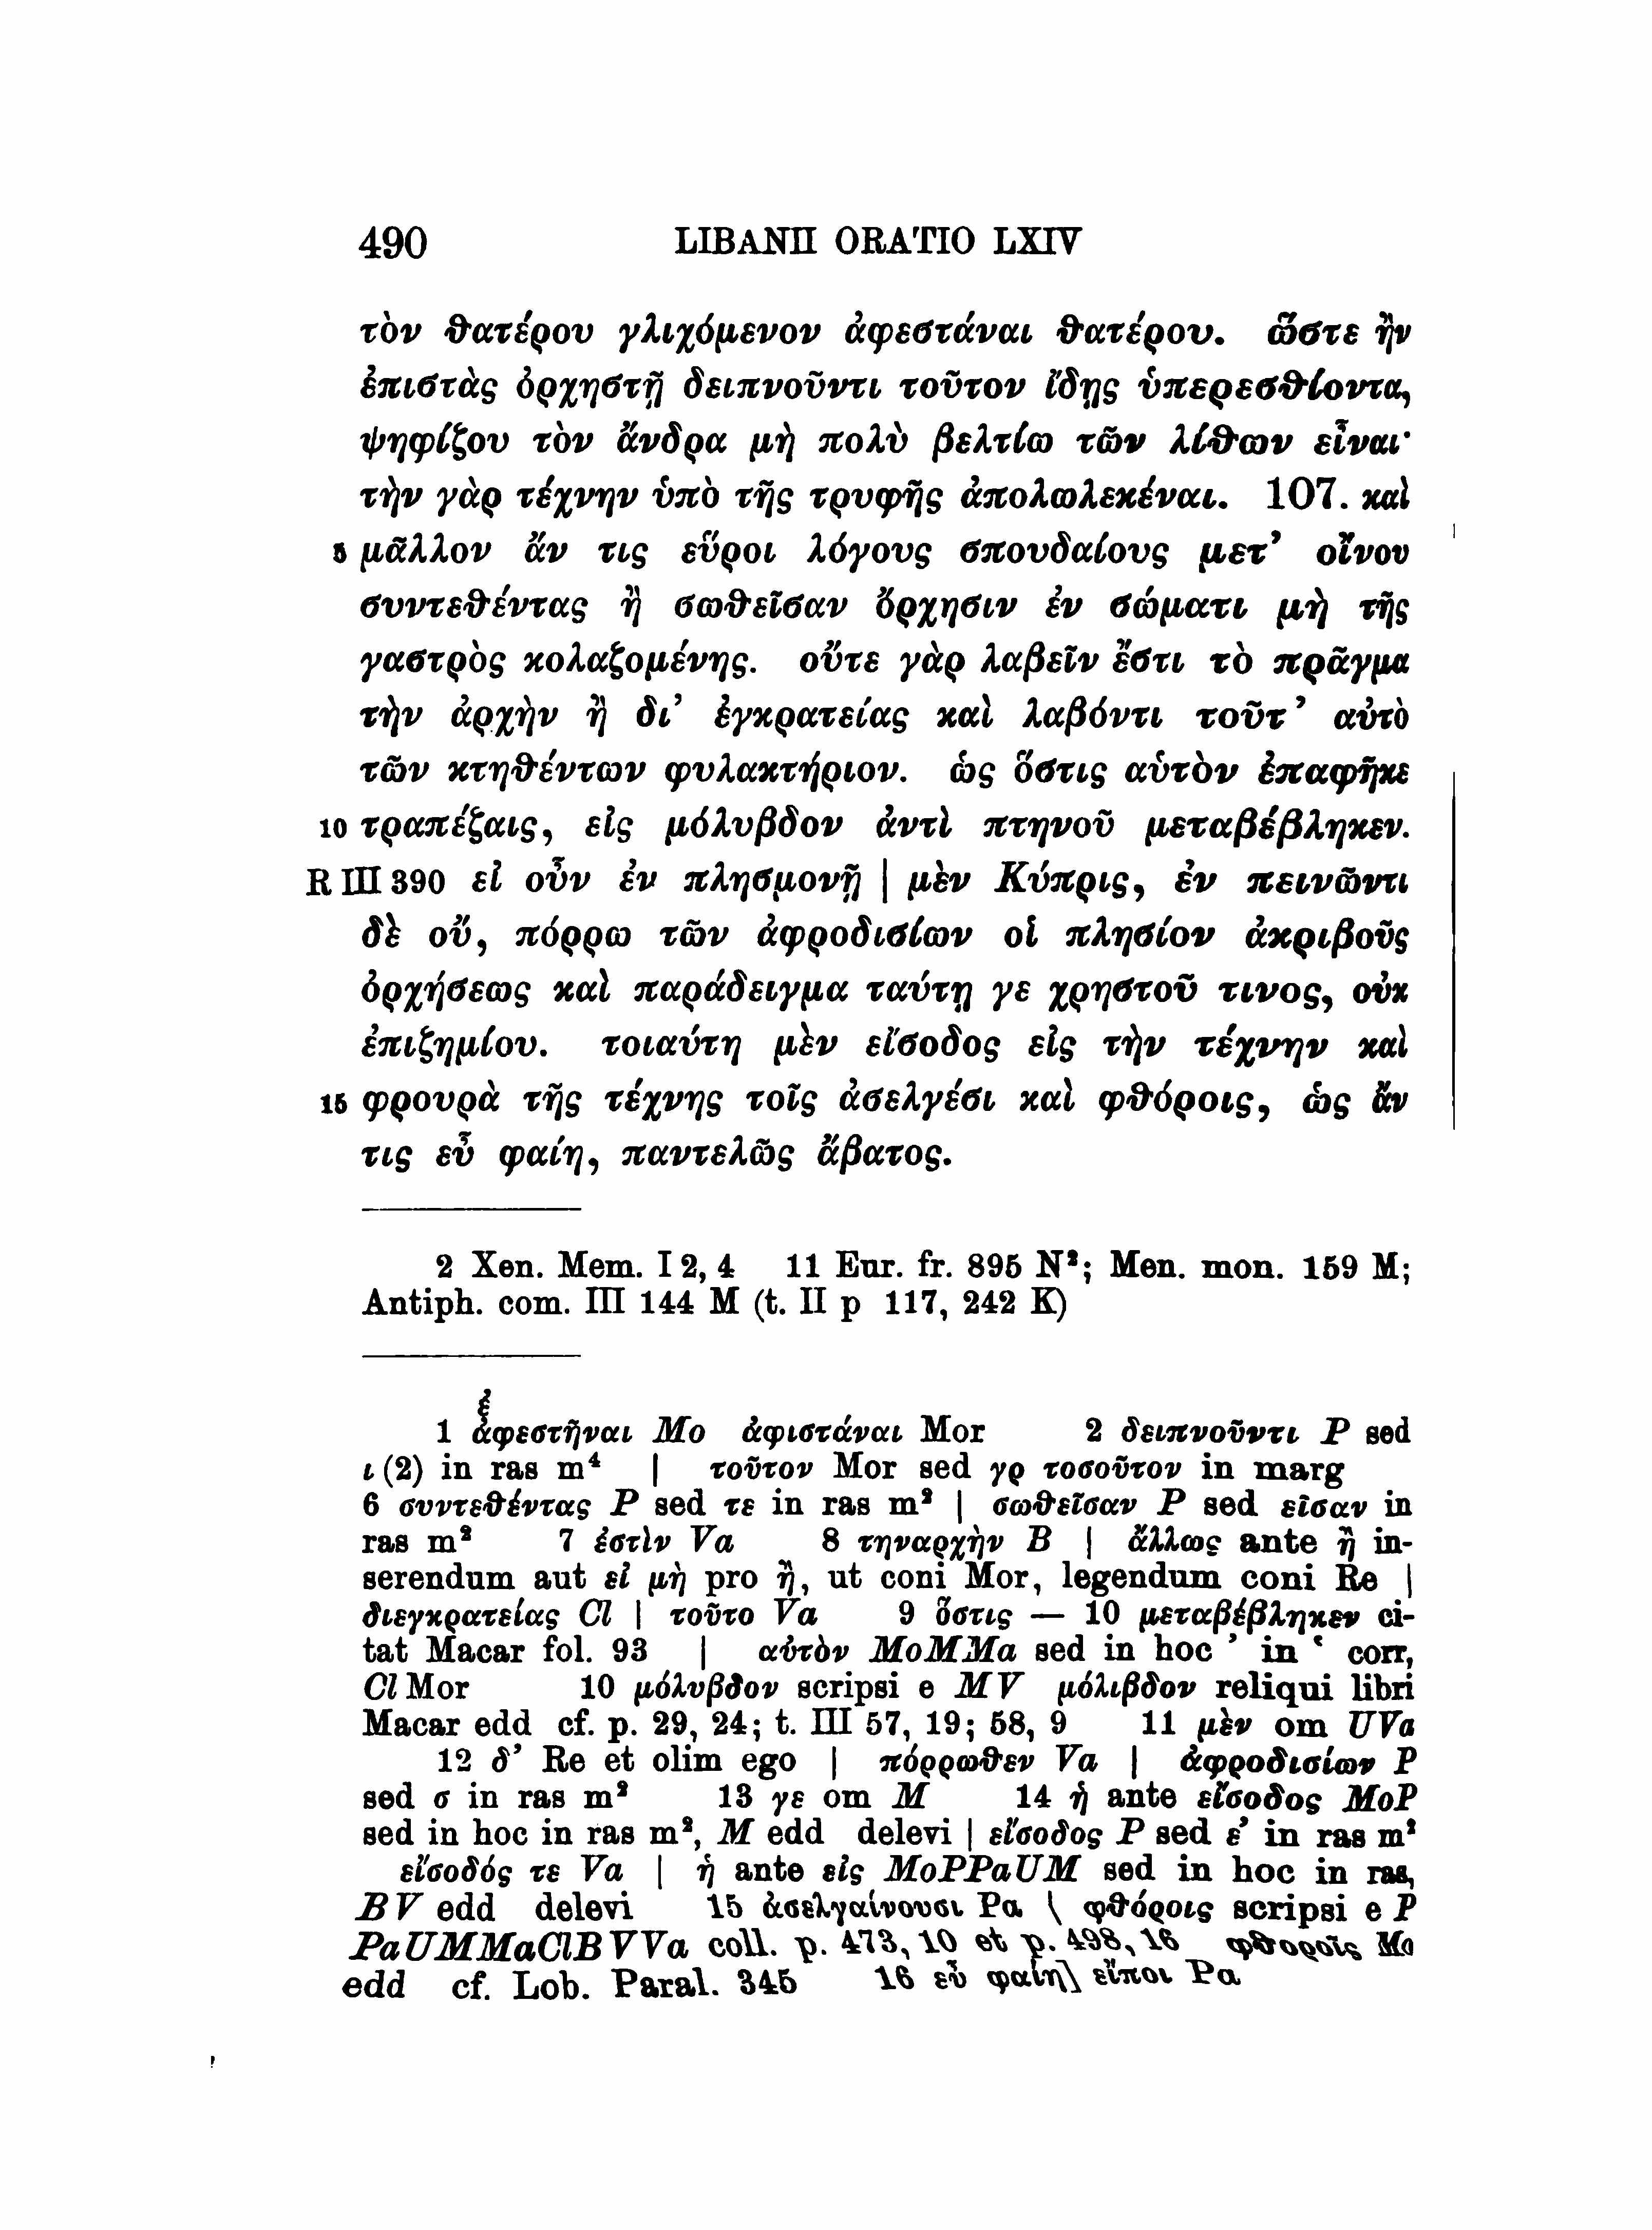 490 LIBANII ORATIO LXIV
τὸν θατέρου γλιχόμενον ἀφεστάναι θατέρου. ὥστε ἢν
ἐπιστὰς ὀρχηστῇ δειπνοῦντι τοῦτον ἴδῃς ὑπερεσθίοντα,
ψηφίζου τὸν ἄνδρα μὴ πολὺ βελτίω τῶν λίθων εἶναι·
τὴν γὰρ τέχνην ὑπὸ τῆς τρυφῆς ἀπολωλεκέναι. 107. καὶ
5 μᾶλλον ἄν τις εὕροι λόγους σπουδαίους μετ’ οἴνου
συντεθέντας ἢ σωθεῖσαν ὄρχησιν ἐν σώματι μὴ τῆς
γαστρὸς κολαζομένης. οὔτε γὰρ λαβεῖν ἔστι τὸ πρᾶγμα
τὴν ἀρχὴν ἢ δι’ ἐγκρατείας καὶ λαβόντι τοῦτ’ αὐτὸ
τῶν κτηθέντων φυλακτήριον. ὡς ὅστις αὑτὸν ἐπαφῆκε
10 τραπέζαις, εἰς μόλυβδον ἀντὶ πτηνοῦ μεταβέβληκεν.
R III 390 εἰ οὖν ἐν πλησμονῇ | μὲν Κύπρις, ἐν πεινῶντι
δὲ οὔ, πόρρω τῶν ἀφροδισίων οἱ πλησίον ἀκριβοῦς
ὀρχήσεως καὶ παράδειγμα ταύτῃ γε χρηστοῦ τινος, οὐκ
ἐπιζημίου. τοιαύτη μὲν εἴσοδος εἰς τὴν τέχνην καὶ
15 φρουρὰ τῆς τέχνης τοῖς ἀσελγέσι καὶ φθόροις, ὡς ἄν
τις εὖ φαίη, παντελῶς ἄβατος.
2 Xen. Mem. I 2, 4 11 Eur. fr. 895 N²; Men. mon. 159 M;
Antiph. com. III 144 M (t. II p 117, 242 K)
ἐ
1 ἀφεστῆναι Mo ἀφιστάναι Mor 2 δειπνοῦντι P sed
ι (2) in ras m⁴ | τοῦτον Mor sed γρ τοσοῦτον in marg
6 συντεθέντας P sed τε in ras m² | σωθεῖσαν P sed εῖσαν in
ras m² 7 ἐστὶν Va 8 τηναρχὴν B | ἄλλως ante ἢ in-
serendum aut εἰ μὴ pro ἢ, ut coni Mor, legendum coni Re |
διεγκρατείας Cl | τοῦτο Va 9 ὅστις — 10 μεταβέβληκεν ci-
tat Macar fol. 93 | αὐτὸν MoMMa sed in hoc ’ in ‛ corr,
Cl Mor 10 μόλυβδον scripsi e MV μόλιβδον reliqui libri
Macar edd cf. p. 29, 24; t. III 57, 19; 58, 9 11 μὲν om UVa
12 δ’ Re et olim ego | πόρρωθεν Va | ἀφροδισίων P
sed σ in ras m² 13 γε om M 14 ἡ ante εἴσοδος MoP
sed in hoc in ras m², M edd delevi | εἴσοδος P sed ε’ in ras m²
εἴσοδός τε Va | ἡ ante εἰς MoPPaUM sed in hoc in ras,
BV edd delevi 15 ἀσελγαίνουσι Pa \ φθόροις scripsi e P
PaUMMaClBVVa coll. p. 473, 10 et p. 498, 16 φθοροῖς Mo
edd cf. Lob. Paral. 345 16 εὖ φαίη] εἴποι Pa